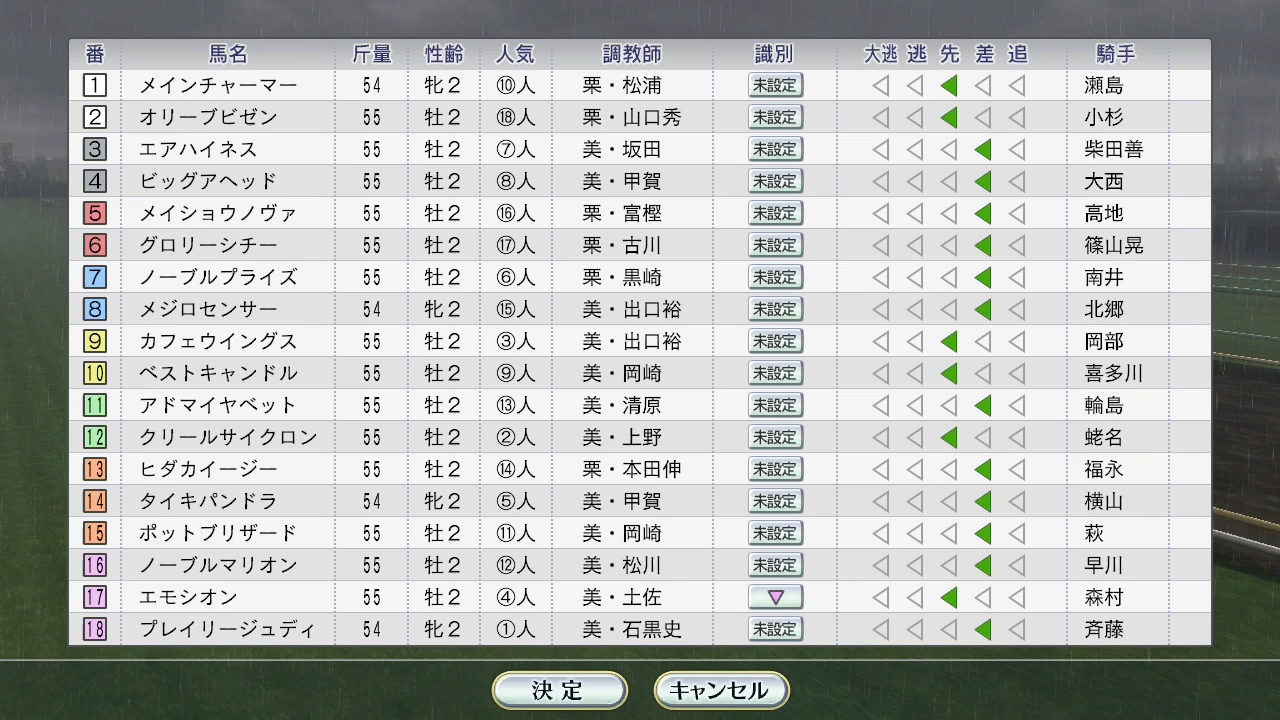 番 馬名 斤量 性齢 人気 調教師 識別 大逃 逃 先 差 追 騎手
1 メインチャーマー 54 牝2 ⑩人 栗・松浦 未設定 瀬島
2 オリーブビゼン 55 牡2 ⑱人 栗・山口秀 未設定 小杉
3 エアハイネス 55 牡2 ⑦人 美・坂田 未設定 柴田善
4 ビッグアヘッド 55 牡2 ⑧人 美・甲賀 未設定 大西
5 メイショウノヴァ 55 牡2 ⑯人 栗・富樫 未設定 高地
6 グロリーシチー 55 牡2 ⑰人 栗・古川 未設定 篠山晃
7 ノーブルプライズ 55 牡2 ⑥人 栗・黒崎 未設定 南井
8 メジロセンサー 54 牝2 ⑮人 美・出口裕 未設定 北郷
9 カフェウイングス 55 牡2 ③人 美・出口裕 未設定 岡部
10 ベストキャンドル 55 牡2 ⑨人 美・岡崎 未設定 喜多川
11 アドマイヤベット 55 牡2 ⑬人 美・清原 未設定 輪島
12 クリールサイクロン 55 牡2 ②人 美・上野 未設定 蛯名
13 ヒダカイージー 55 牡2 ⑭人 栗・本田伸 未設定 福永
14 タイキパンドラ 54 牝2 ⑤人 美・甲賀 未設定 横山
15 ポットブリザード 55 牡2 ⑪人 美・岡崎 未設定 萩
16 ノーブルマリオン 55 牡2 ⑫人 美・松川 未設定 早川
17 エモシオン 55 牡2 ④人 美・土佐 森村
18 プレイリージュディ 54 牝2 ①人 美・石黒史 未設定 斉藤
決定 キャンセル